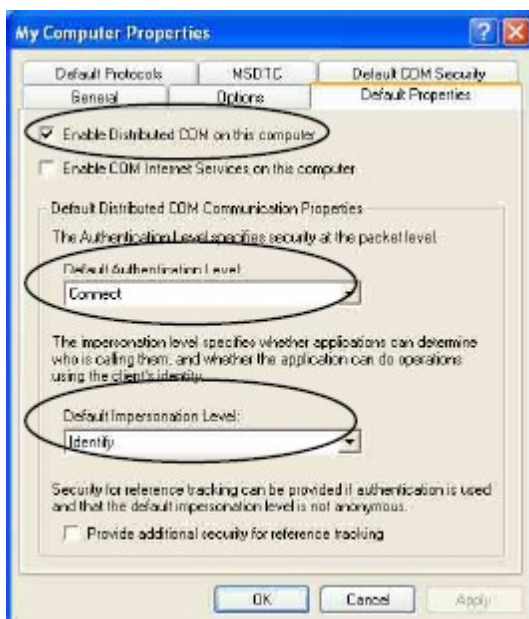 My Computer Properties
Default Protocols
MSDTC
Default COM Security
General
Options
Default Properties
Enable Distributed COM on this computer
Enable COM Internet Services on this computer
Default Distributed COM Communication Properties
The Authentication Level specifies security at the packet level.
Default Authentication Level:
Connect
The impersonation level specifies whether applications can determine
who is calling them, and whether the application can do operations
using the client's identity.
Default Impersonation Level:
Identify
Security for reference tracking can be provided if authentication is used
and that the default impersonation level is not anonymous.
Provide additional security for reference tracking
OK
Cancel
Apply